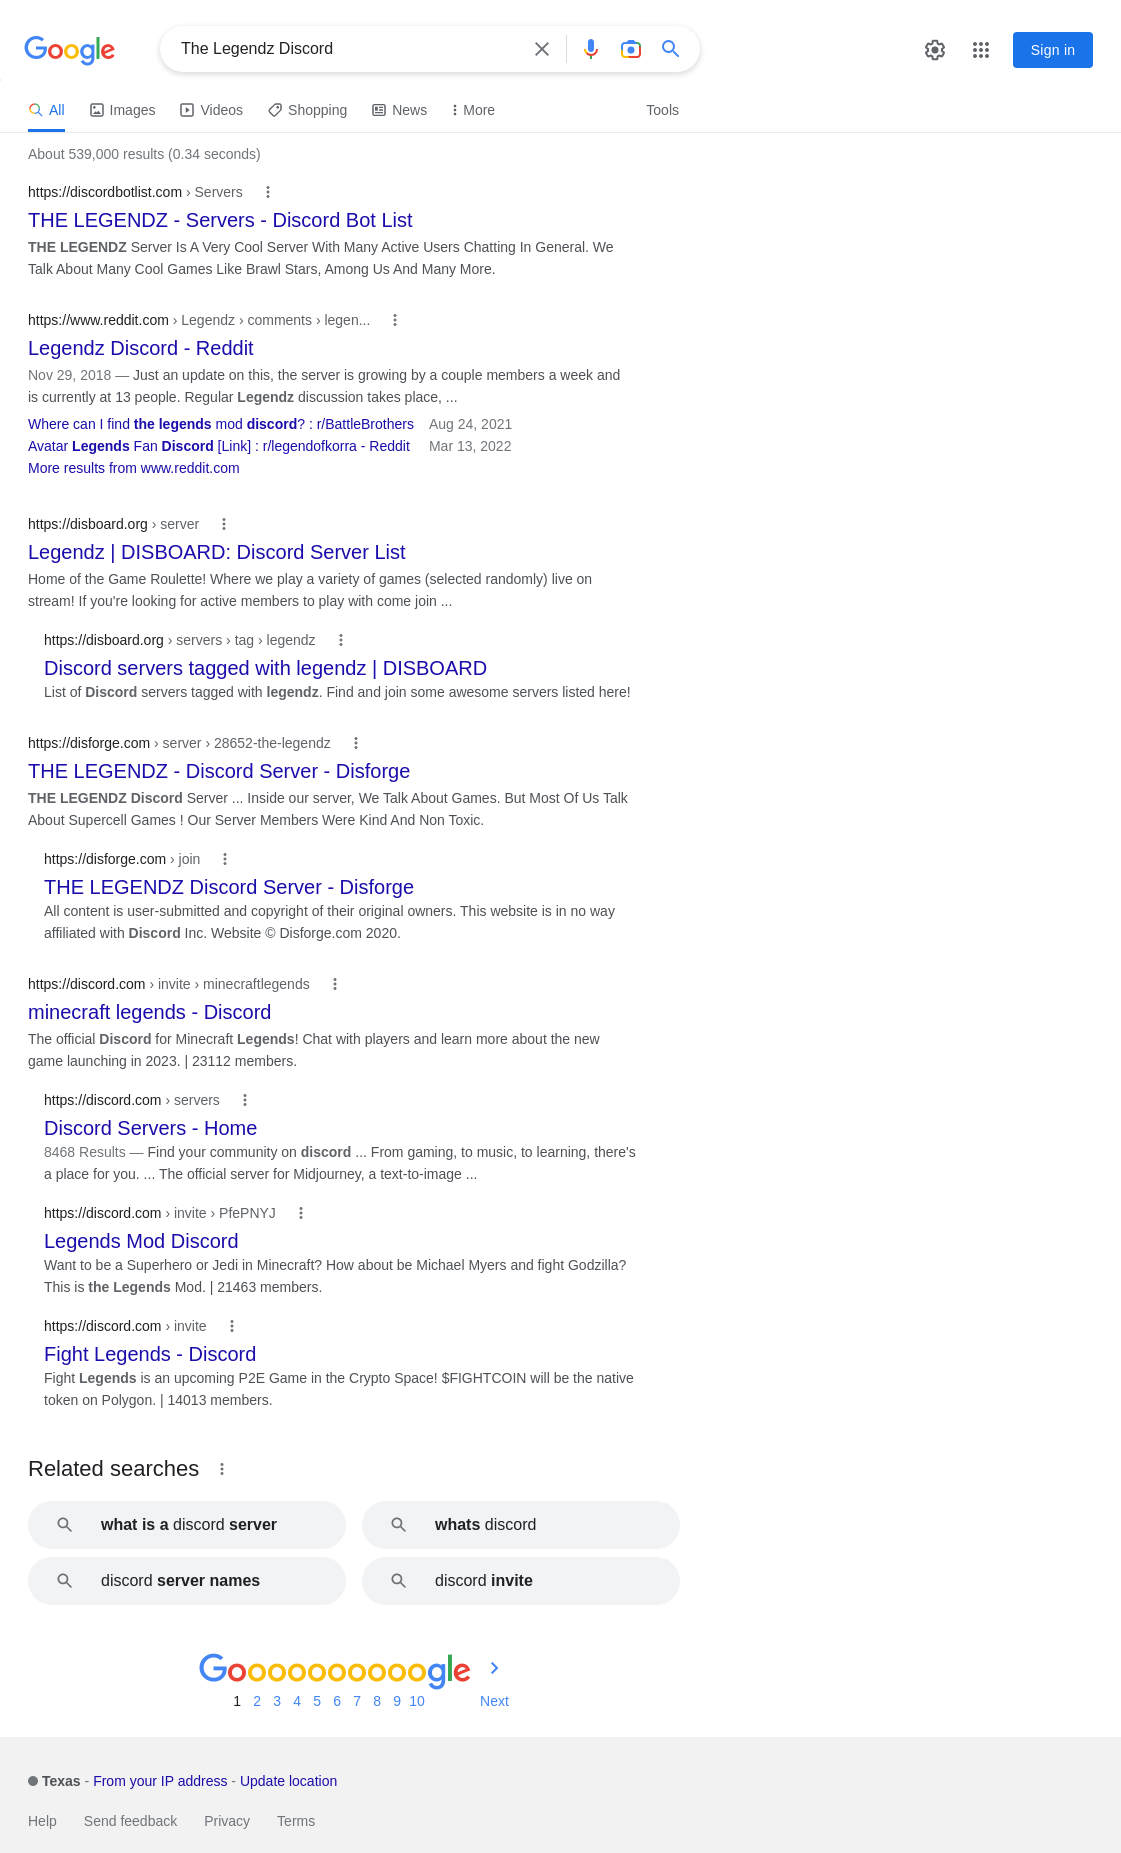 Google
The Legendz Discord
Sign in
All
Images
Videos
Shopping
News
More
Tools
About 539,000 results (0.34 seconds)
https://discordbotlist.com › Servers
THE LEGENDZ - Servers - Discord Bot List
THE LEGENDZ Server Is A Very Cool Server With Many Active Users Chatting In General. We
Talk About Many Cool Games Like Brawl Stars, Among Us And Many More.
https://www.reddit.com › Legendz › comments › legen...
Legendz Discord - Reddit
Nov 29, 2018 — Just an update on this, the server is growing by a couple members a week and
is currently at 13 people. Regular Legendz discussion takes place, ...
Where can I find the legends mod discord? : r/BattleBrothers Aug 24, 2021
Avatar Legends Fan Discord [Link] : r/legendofkorra - Reddit Mar 13, 2022
More results from www.reddit.com
https://disboard.org › server
Legendz | DISBOARD: Discord Server List
Home of the Game Roulette! Where we play a variety of games (selected randomly) live on
stream! If you're looking for active members to play with come join ...
https://disboard.org › servers › tag › legendz
Discord servers tagged with legendz | DISBOARD
List of Discord servers tagged with legendz. Find and join some awesome servers listed here!
https://disforge.com › server › 28652-the-legendz
THE LEGENDZ - Discord Server - Disforge
THE LEGENDZ Discord Server ... Inside our server, We Talk About Games. But Most Of Us Talk
About Supercell Games ! Our Server Members Were Kind And Non Toxic.
https://disforge.com › join
THE LEGENDZ Discord Server - Disforge
All content is user-submitted and copyright of their original owners. This website is in no way
affiliated with Discord Inc. Website © Disforge.com 2020.
https://discord.com › invite › minecraftlegends
minecraft legends - Discord
The official Discord for Minecraft Legends! Chat with players and learn more about the new
game launching in 2023. | 23112 members.
https://discord.com › servers
Discord Servers - Home
8468 Results — Find your community on discord ... From gaming, to music, to learning, there's
a place for you. ... The official server for Midjourney, a text-to-image ...
https://discord.com › invite › PfePNYJ
Legends Mod Discord
Want to be a Superhero or Jedi in Minecraft? How about be Michael Myers and fight Godzilla?
This is the Legends Mod. | 21463 members.
https://discord.com › invite
Fight Legends - Discord
Fight Legends is an upcoming P2E Game in the Crypto Space! $FIGHTCOIN will be the native
token on Polygon. | 14013 members.
Related searches
what is a discord server
whats discord
discord server names
discord invite
Goooooooooogle
1 2 3 4 5 6 7 8 9 10 Next
Texas - From your IP address - Update location
Help Send feedback Privacy Terms